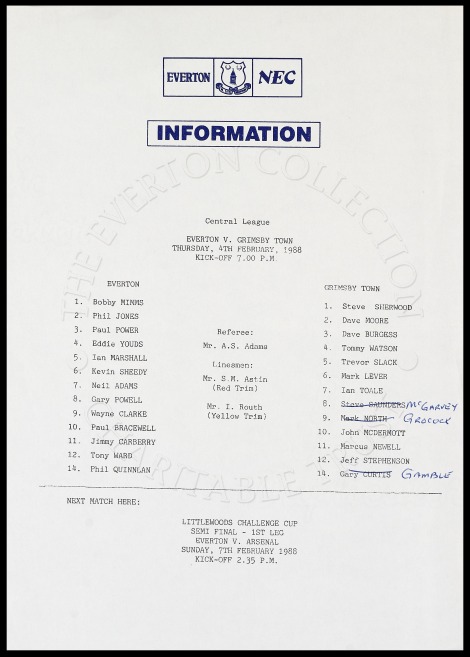 EVERTON NEC
INFORMATION
THE EVERTON COLLECTION
CHARITABLE
Central League
EVERTON V. GRIMSBY TOWN
THURSDAY, 4TH FEBRUARY, 1988
KICK-OFF 7.00 P.M.
EVERTON
1. Bobby MIMMS
2. Phil JONES
3. Paul POWER
4. Eddie YOUDS
5. Ian MARSHALL
6. Kevin SHEEDY
7. Neil ADAMS
8. Gary POWELL
9. Wayne CLARKE
10. Paul BRACEWELL
11. Jimmy CARBERRY
12. Tony WARD
14. Phil QUINNLAN
Referee:
Mr. A.S. Adams
Linesmen:
Mr. S.M. Astin
(Red Trim)
Mr. I. Routh
(Yellow Trim)
GRIMSBY TOWN
1. Steve SHERWOOD
2. Dave MOORE
3. Dave BURGESS
4. Tommy WATSON
5. Trevor SLACK
6. Mark LEVER
7. Ian TOALE
8. Steve SAUNDERS McGARVEY
9. Mark NORTH GROCOCK
10. John MCDERMOTT
11. Marcus NEWELL
12. Jeff STEPHENSON
14. Gary CURTIS GAMBLE
NEXT MATCH HERE:
LITTLEWOODS CHALLENGE CUP
SEMI FINAL - 1ST LEG
EVERTON V. ARSENAL
SUNDAY, 7TH FEBRUARY 1988
KICK-OFF 2.35 P.M.